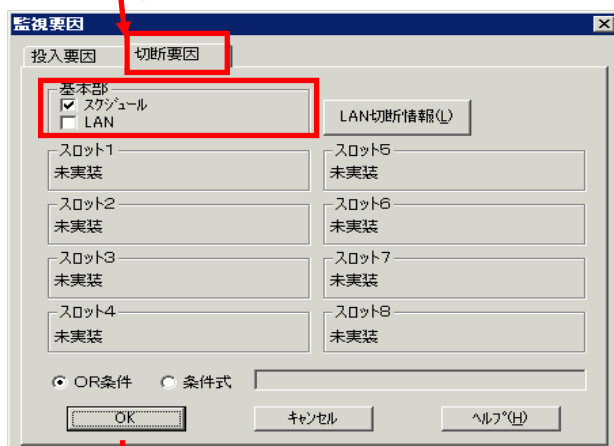 監視要因
投入要因 切断要因
基本部
スケジュール
LAN
LAN切断情報(L)
スロット1
未実装
スロット5
未実装
スロット2
未実装
スロット6
未実装
スロット3
未実装
スロット7
未実装
スロット4
未実装
スロット8
未実装
OR条件 条件式
OK キャンセル ヘルプ(H)